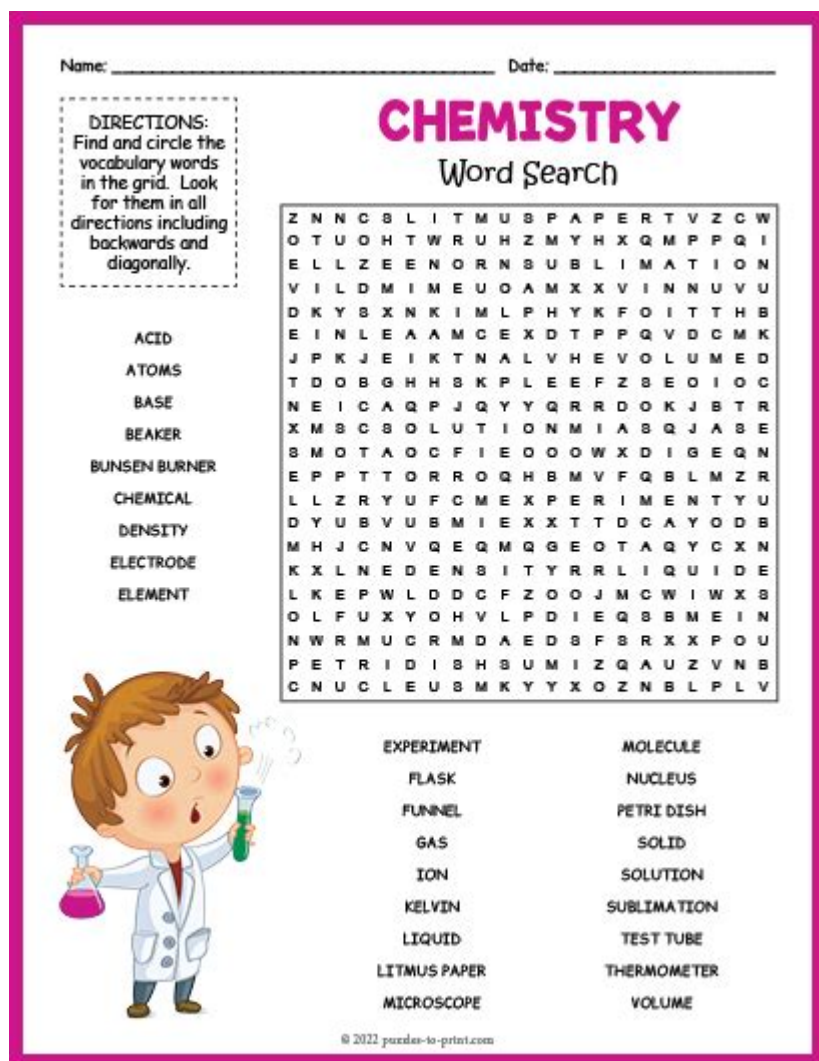 Name: ______________________________ Date: __________________
DIRECTIONS:
Find and circle the
vocabulary words
in the grid. Look
for them in all
directions including
backwards and
diagonally.
CHEMISTRY
Word Search
Z N N C S L I T M U S P A P E R T V Z C W
O T U O H T W R U H Z M Y H X Q M P P Q I
E L L Z E E N O R N S U B L I M A T I O N
V I L D M I M E U O A M X X V I N N U V U
D K Y S X N K I M L P H Y K F O I T T H B
E I N L E A A M C E X D T P P Q V D C M K
J P K J E I K T N A L V H E V O L U M E D
T D O B G H H S K P L E E F Z S E O I O C
N E I C A Q P J Q Y Y Q R R D O K J B T R
X M S C S O L U T I O N M I A S Q J A S E
S M O T A O C F I E O O O W X D I G E Q N
E P P T T O R R O Q H B M V F Q B L M Z R
L L Z R Y U F C M E X P E R I M E N T Y U
D Y U B V U B M I E X X T T D C A Y O D B
M H J C N V Q E Q M Q G E O T A Q Y C X N
K X L N E D E N S I T Y R R L I Q U I D E
L K E P W L D D C F Z O O J M C W I W X S
O L F U X Y O H V L P D I E Q S B M E I N
N W R M U C R M D A E D S F S R X X P O U
P E T R I D I S H S U M I Z Q A U Z V N B
C N U C L E U S M K Y Y X O Z N B L P L V
ACID
ATOMS
BASE
BEAKER
BUNSEN BURNER
CHEMICAL
DENSITY
ELECTRODE
ELEMENT
EXPERIMENT
FLASK
FUNNEL
GAS
ION
KELVIN
LIQUID
LITMUS PAPER
MICROSCOPE
MOLECULE
NUCLEUS
PETRI DISH
SOLID
SOLUTION
SUBLIMATION
TEST TUBE
THERMOMETER
VOLUME
© 2022 puzzles-to-print.com